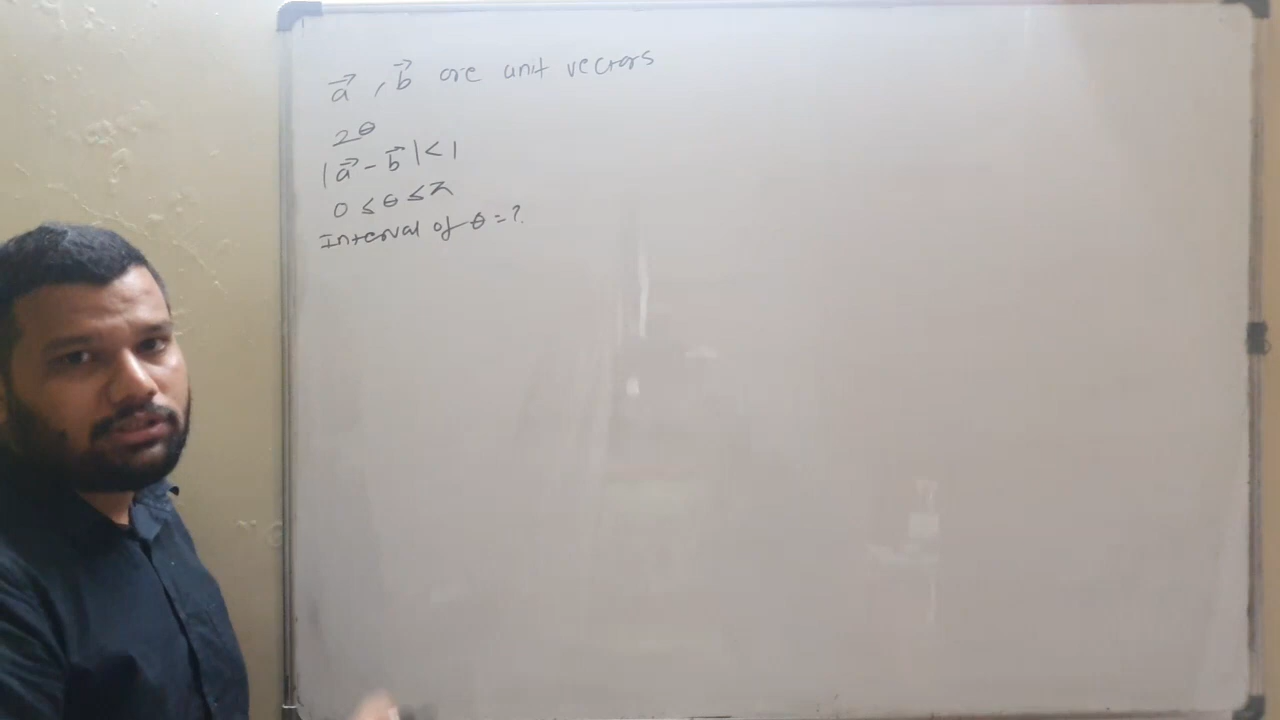 a⃗ , b⃗ are unit vectors
2θ
|a⃗ - b⃗| < 1
0 ≤ θ ≤ π
Interval of θ = ?